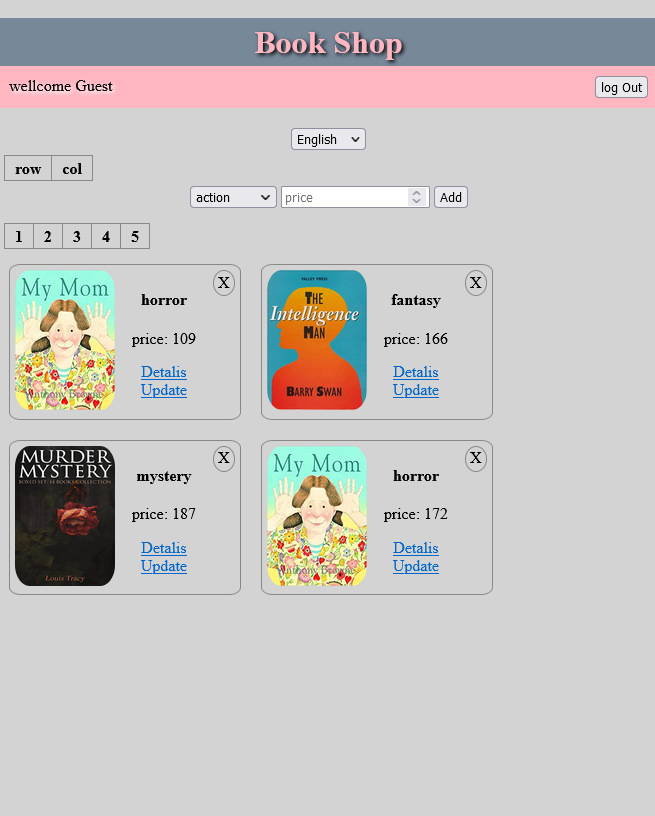 Book Shop
wellcome Guest
log Out
English
row col
action price Add
1 2 3 4 5
My Mom
Anthony Browne
horror
X
price: 109
Detalis
Update
VALLEY PRESS
THE
Intelligence
MAN
BARRY SWAN
fantasy
X
price: 166
Detalis
Update
MURDER
MYSTERY
BOXED SET: 14 BOOKS COLLECTION
Louis Tracy
mystery
X
price: 187
Detalis
Update
My Mom
Anthony Browne
horror
X
price: 172
Detalis
Update